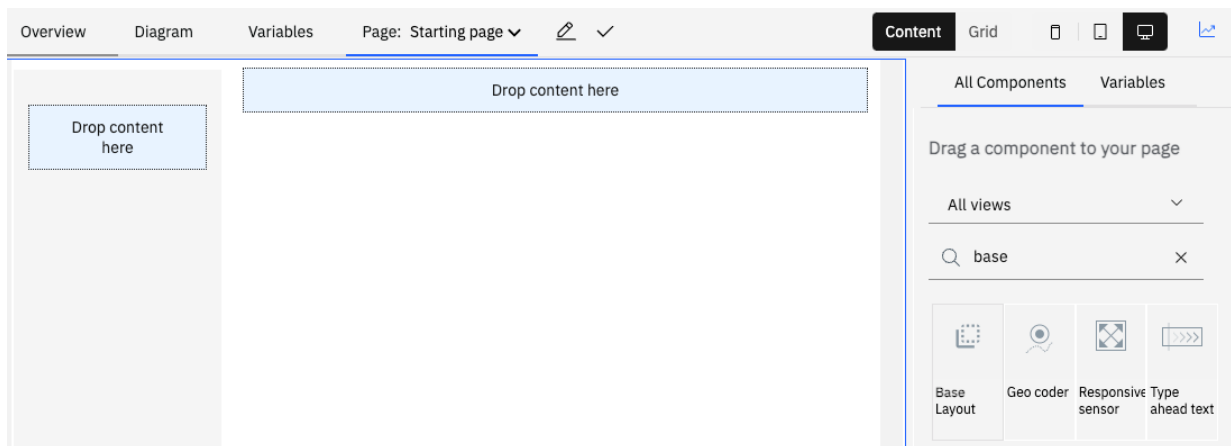 Overview Diagram Variables Page: Starting page Content Grid
All Components Variables
Drop content here
Drop content
here
Drag a component to your page
All views
base
Base
Layout
Geo coder
Responsive
sensor
Type
ahead text